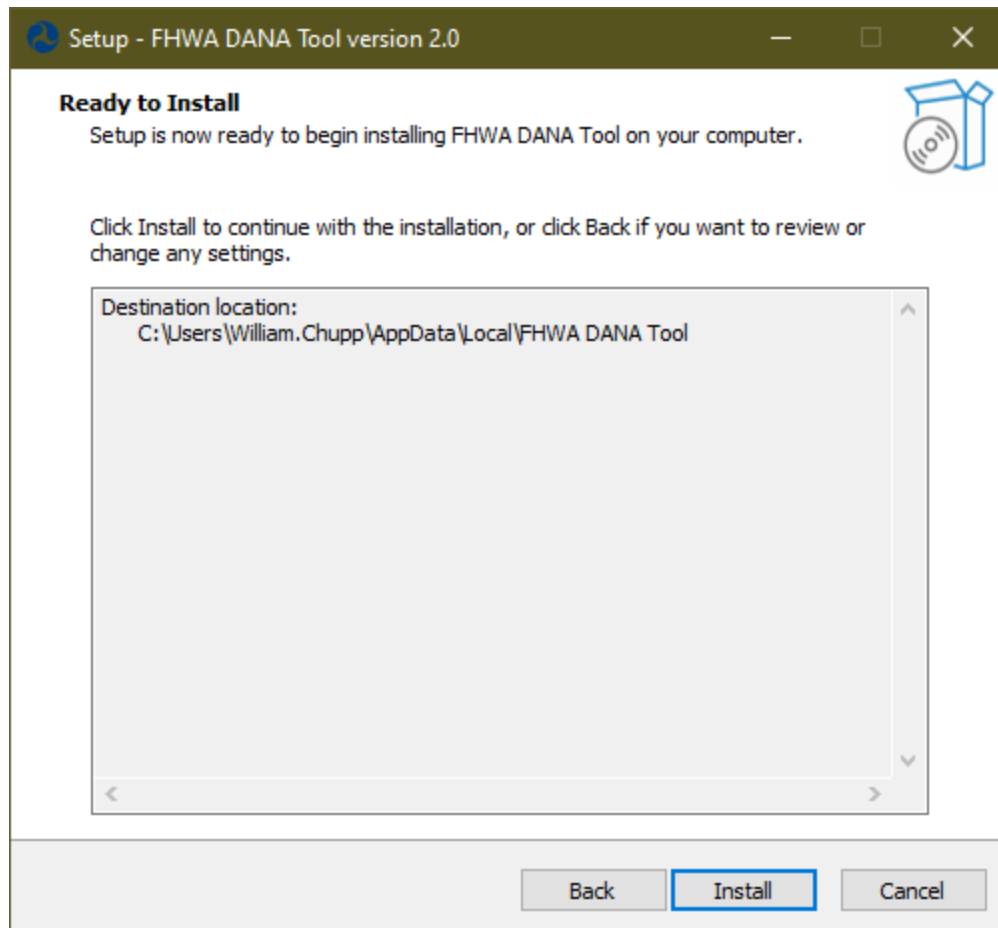 Setup - FHWA DANA Tool version 2.0
Ready to Install
Setup is now ready to begin installing FHWA DANA Tool on your computer.
Click Install to continue with the installation, or click Back if you want to review or
change any settings.
Destination location:
C:\Users\William.Chupp\AppData\Local\FHWA DANA Tool
Back Install Cancel